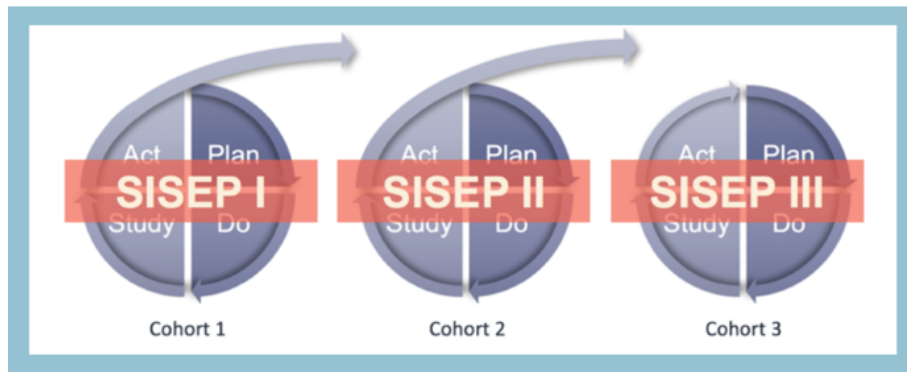 Act Plan
SISEP I
Study Do
Cohort 1
Act Plan
SISEP II
Study Do
Cohort 2
Act Plan
SISEP III
Study Do
Cohort 3